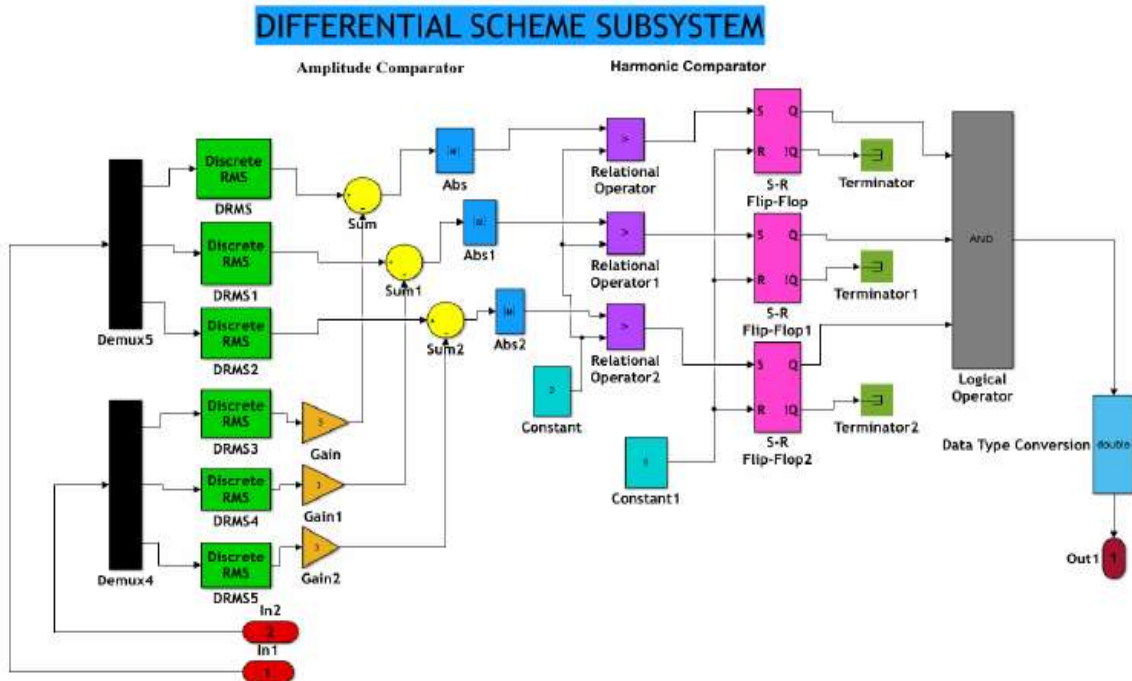 DIFFERENTIAL SCHEME SUBSYSTEM
Amplitude Comparator
Harmonic Comparator
Discrete
RMS
DRMS
Discrete
RMS
DRMS1
Discrete
RMS
DRMS2
Demux5
Discrete
RMS
DRMS3
Discrete
RMS
DRMS4
Discrete
RMS
DRMS5
Demux4
Gain
Gain1
Gain2
Sum
Sum1
Sum2
|u|
Abs
|u|
Abs1
|u|
Abs2
>
Relational
Operator
>
Relational
Operator1
>
Relational
Operator2
Constant
Constant1
S Q
R !Q
S-R
Flip-Flop
S Q
R !Q
S-R
Flip-Flop1
S Q
R !Q
S-R
Flip-Flop2
Terminator
Terminator1
Terminator2
AND
Logical
Operator
Data Type Conversion
double
Out1
1
In2
2
In1
1